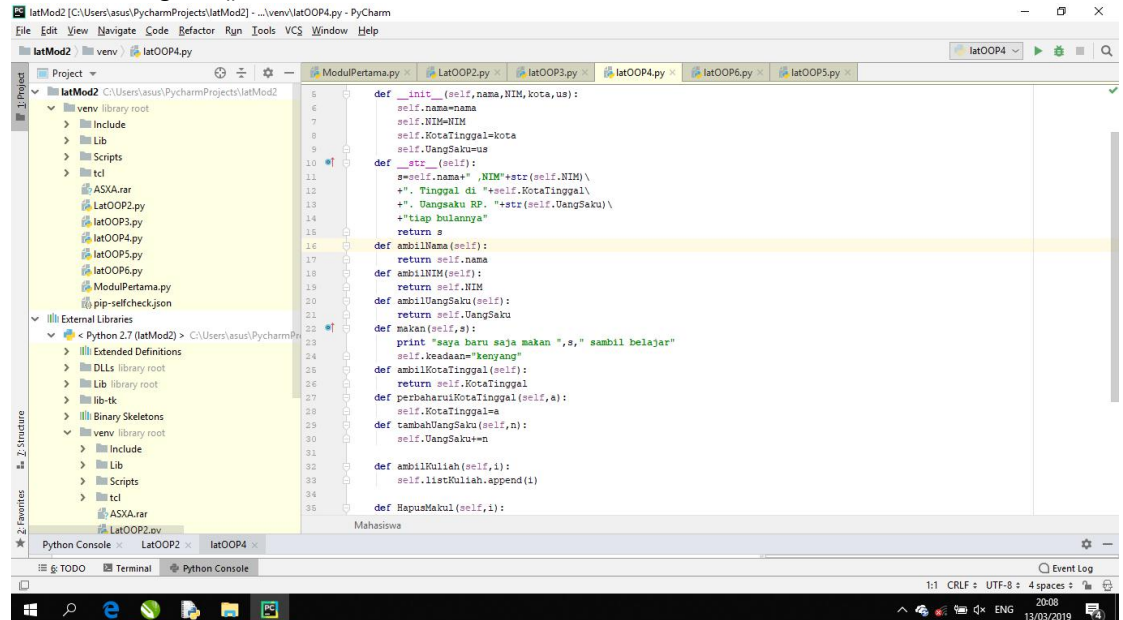 latMod2 [C:\Users\asus\PycharmProjects\latMod2] - ...\venv\latOOP4.py - PyCharm
File Edit View Navigate Code Refactor Run Tools VCS Window Help
latMod2 venv latOOP4.py latOOP4
Project ModulPertama.py LatOOP2.py latOOP3.py latOOP4.py latOOP6.py latOOP5.py
1: Project
latMod2 C:\Users\asus\PycharmProjects\latMod2
venv library root
Include
Lib
Scripts
tcl
ASXA.rar
LatOOP2.py
latOOP3.py
latOOP4.py
latOOP5.py
latOOP6.py
ModulPertama.py
pip-selfcheck.json
External Libraries
< Python 2.7 (latMod2) > C:\Users\asus\PycharmPr
Extended Definitions
DLLs library root
Lib library root
lib-tk
Binary Skeletons
venv library root
Include
Lib
Scripts
tcl
ASXA.rar
LatOOP2.py
7: Structure
2: Favorites
5 def __init__(self,nama,NIM,kota,us):
6 self.nama=nama
7 self.NIM=NIM
8 self.KotaTinggal=kota
9 self.UangSaku=us
10 def __str__(self):
11 s=self.nama+" ,NIM"+str(self.NIM)\
12 +". Tinggal di "+self.KotaTinggal\
13 +". Uangsaku RP. "+str(self.UangSaku)\
14 +"tiap bulannya"
15 return s
16 def ambilNama(self):
17 return self.nama
18 def ambilNIM(self):
19 return self.NIM
20 def ambilUangSaku(self):
21 return self.UangSaku
22 def makan(self,s):
23 print "saya baru saja makan ",s," sambil belajar"
24 self.keadaan="kenyang"
25 def ambilKotaTinggal(self):
26 return self.KotaTinggal
27 def perbaharuiKotaTinggal(self,a):
28 self.KotaTinggal=a
29 def tambahUangSaku(self,n):
30 self.UangSaku+=n
31
32 def ambilKuliah(self,i):
33 self.listKuliah.append(i)
34
35 def HapusMakul(self,i):
Mahasiswa
Python Console LatOOP2 latOOP4
6: TODO Terminal Python Console Event Log
1:1 CRLF UTF-8 4 spaces
ENG 20:08
13/03/2019
4